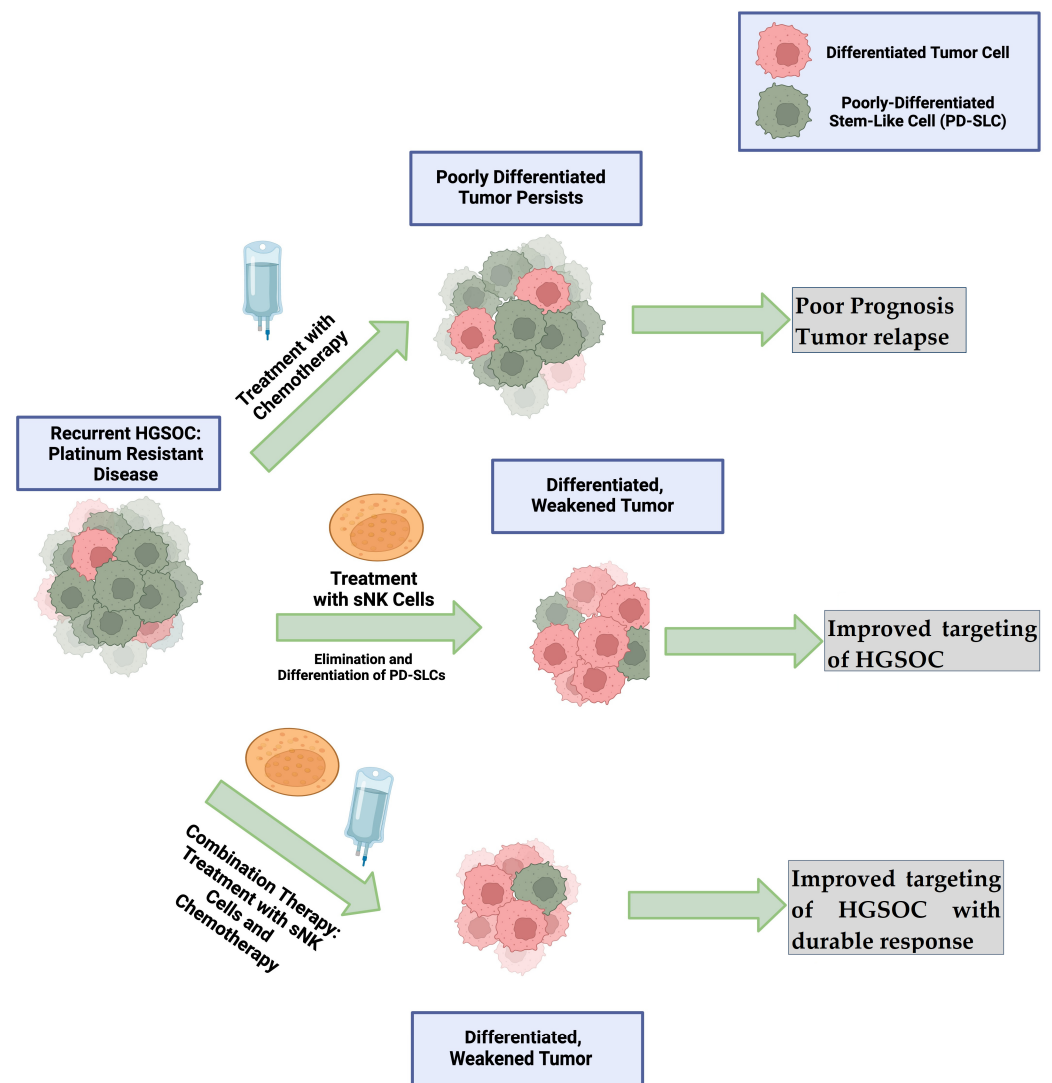 Differentiated Tumor Cell
Poorly-Differentiated
Stem-Like Cell (PD-SLC)
Poorly Differentiated
Tumor Persists
Treatment with
Chemotherapy
Poor Prognosis
Tumor relapse
Recurrent HGSOC:
Platinum Resistant
Disease
Differentiated,
Weakened Tumor
Treatment
with sNK Cells
Elimination and
Differentiation of PD-SLCs
Improved targeting
of HGSOC
Combination Therapy:
Treatment with sNK
Cells and
Chemotherapy
Improved targeting
of HGSOC with
durable response
Differentiated,
Weakened Tumor